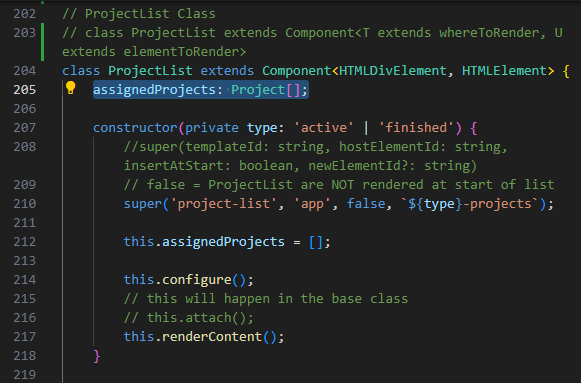 202 // ProjectList Class
203 // class ProjectList extends Component<T extends whereToRender, U
extends elementToRender>
204 class ProjectList extends Component<HTMLDivElement, HTMLElement> {
205 assignedProjects: Project[];
206
207 constructor(private type: 'active' | 'finished') {
208 //super(templateId: string, hostElementId: string,
insertAtStart: boolean, newElementId?: string)
209 // false = ProjectList are NOT rendered at start of list
210 super('project-list', 'app', false, `${type}-projects`);
211
212 this.assignedProjects = [];
213
214 this.configure();
215 // this will happen in the base class
216 // this.attach();
217 this.renderContent();
218 }
219